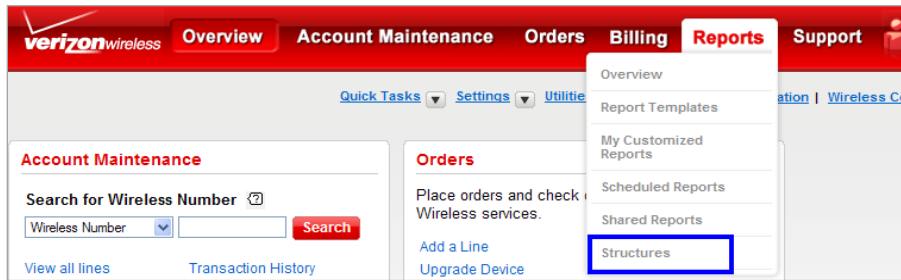 verizonwireless Overview Account Maintenance Orders Billing Reports Support
Quick Tasks Settings Wireless
Overview
Report Templates
My Customized
Reports
Scheduled Reports
Shared Reports
Structures
Account Maintenance
Search for Wireless Number
Wireless Number Search
View all lines Transaction History
Orders
Place orders and check
Wireless services.
Add a Line
Upgrade Device